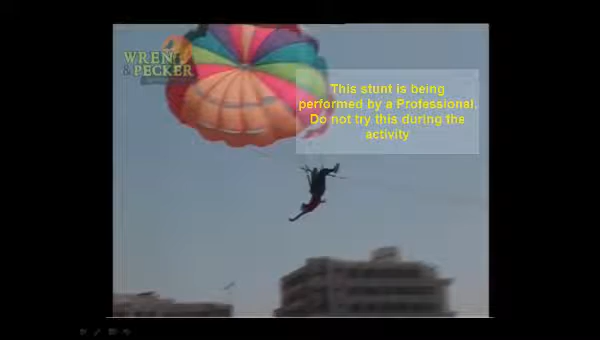 WREN
& PECKER
This stunt is being
performed by a Professional.
Do not try this during the
activity